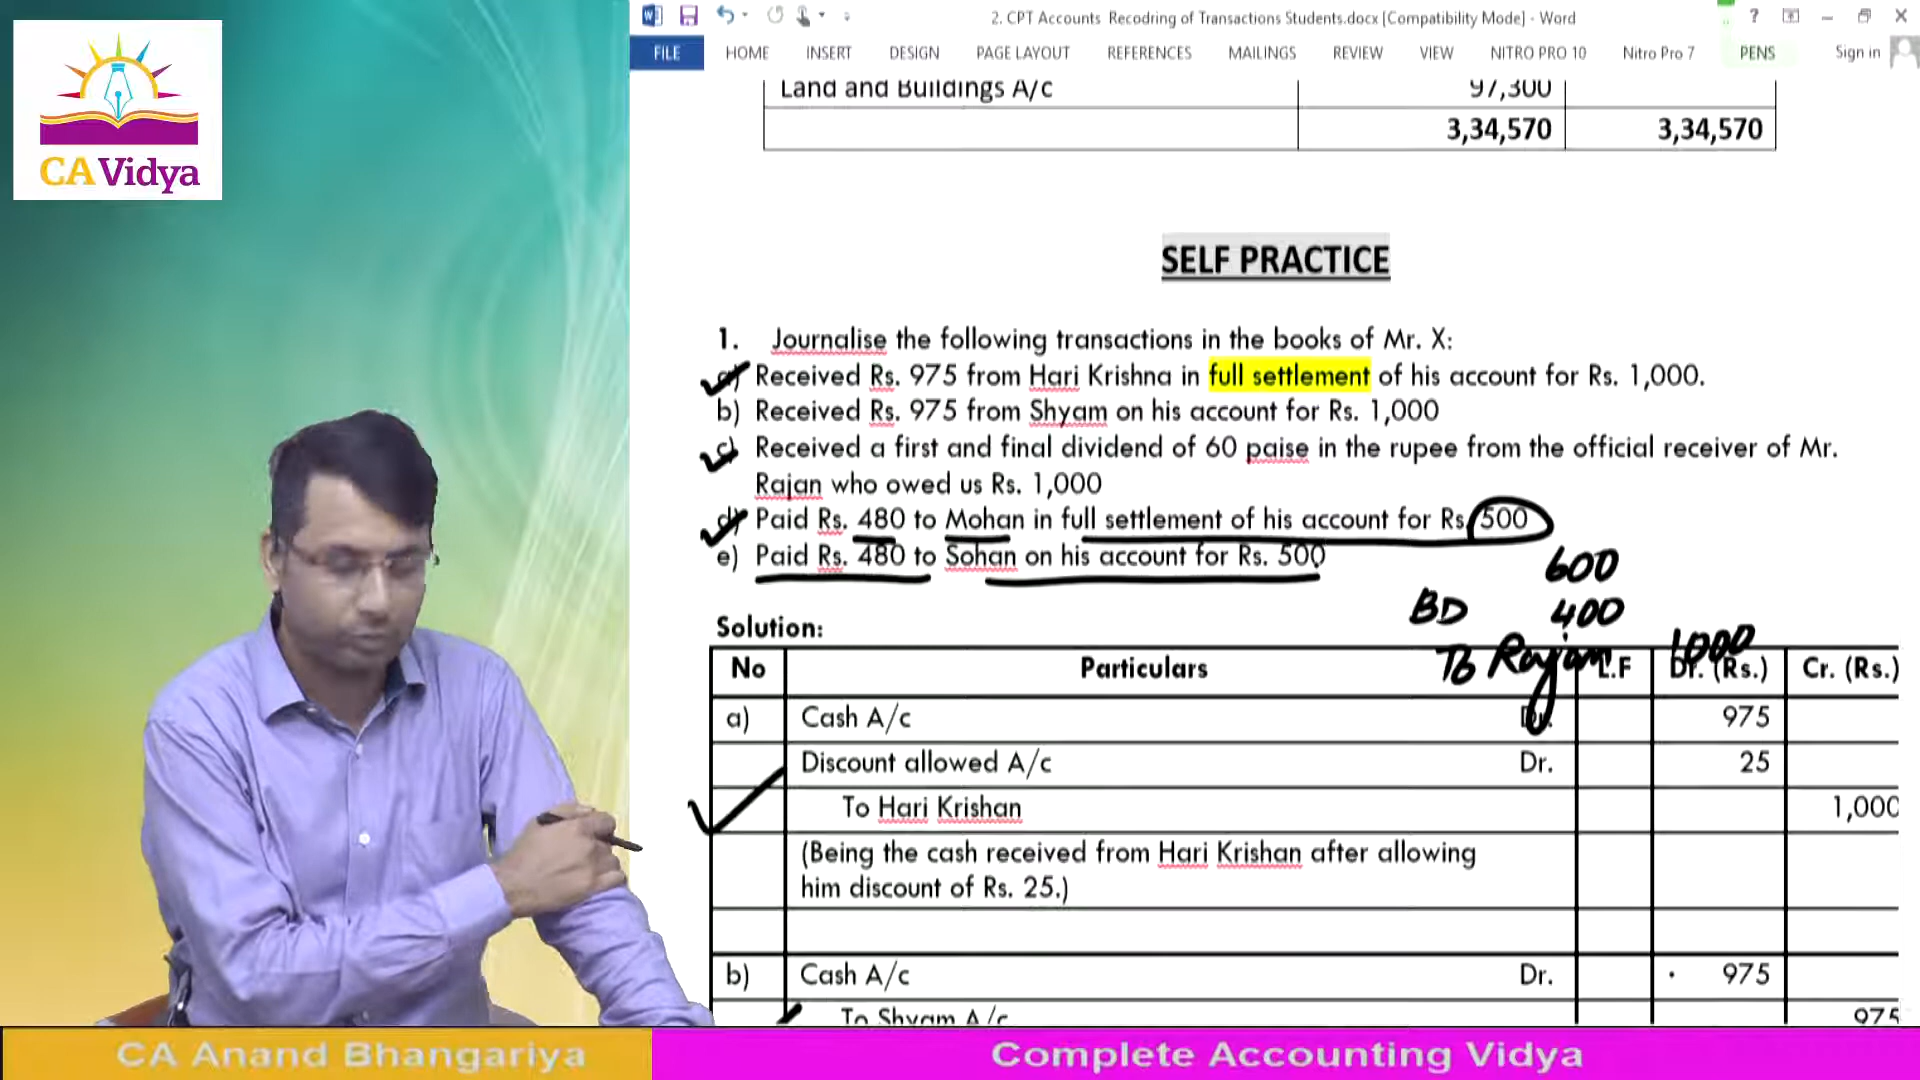 2. CPT Accounts Recodring of Transactions Students.docx [Compatibility Mode] - Word
FILE HOME INSERT DESIGN PAGE LAYOUT REFERENCES MAILINGS REVIEW VIEW NITRO PRO 10 Nitro Pro 7 PENS Sign in
CA Vidya
Land and Buildings A/c 97,300
3,34,570 3,34,570
SELF PRACTICE
1. Journalise the following transactions in the books of Mr. X:
a) Received Rs. 975 from Hari Krishna in full settlement of his account for Rs. 1,000.
b) Received Rs. 975 from Shyam on his account for Rs. 1,000
c) Received a first and final dividend of 60 paise in the rupee from the official receiver of Mr.
Rajan who owed us Rs. 1,000
d) Paid Rs. 480 to Mohan in full settlement of his account for Rs. 500
e) Paid Rs. 480 to Sohan on his account for Rs. 500
600
BD 400
To Rajan 1000
Solution:
No Particulars L.F Dr. (Rs.) Cr. (Rs.)
a) Cash A/c Dr. 975
Discount allowed A/c Dr. 25
To Hari Krishan 1,000
(Being the cash received from Hari Krishan after allowing
him discount of Rs. 25.)
b) Cash A/c Dr. 975
To Shyam A/c 975
CA Anand Bhangariya
Complete Accounting Vidya